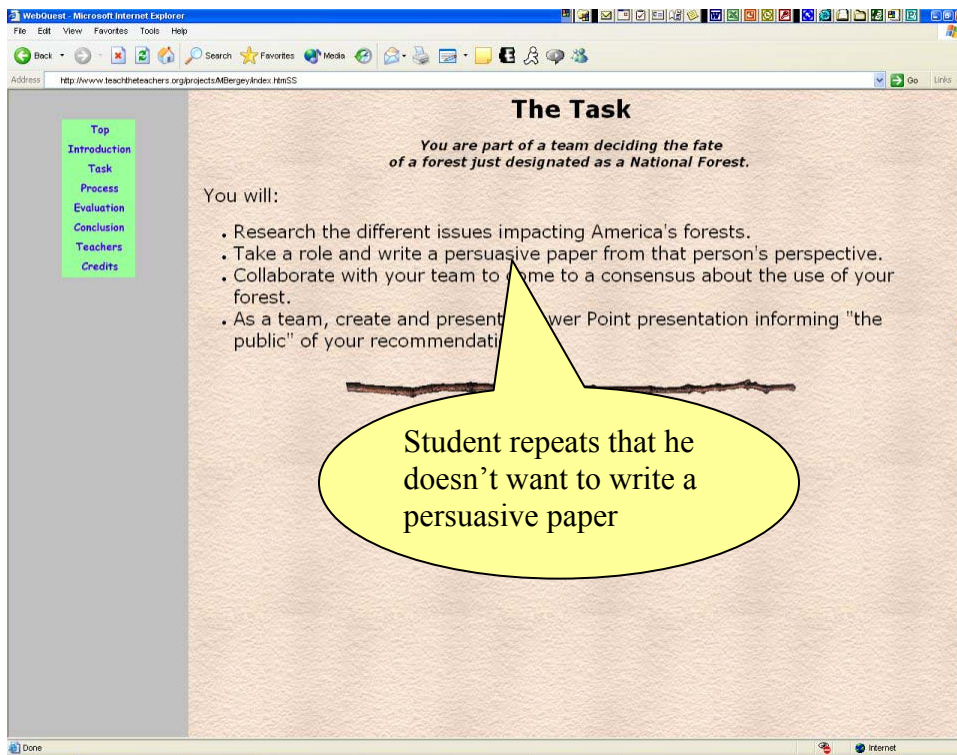 WebQuest - Microsoft Internet Explorer
File Edit View Favorites Tools Help
Back Search Favorites Media
Address http://www.teachtheteachers.org/projects/MBergey/index.htmSS Go Links
Top
Introduction
Task
Process
Evaluation
Conclusion
Teachers
Credits
The Task
You are part of a team deciding the fate
of a forest just designated as a National Forest.
You will:
• Research the different issues impacting America's forests.
• Take a role and write a persuasive paper from that person's perspective.
• Collaborate with your team to come to a consensus about the use of your
forest.
• As a team, create and present Power Point presentation informing "the
public" of your
Student repeats that he
doesn't want to write a
persuasive paper
Done Internet